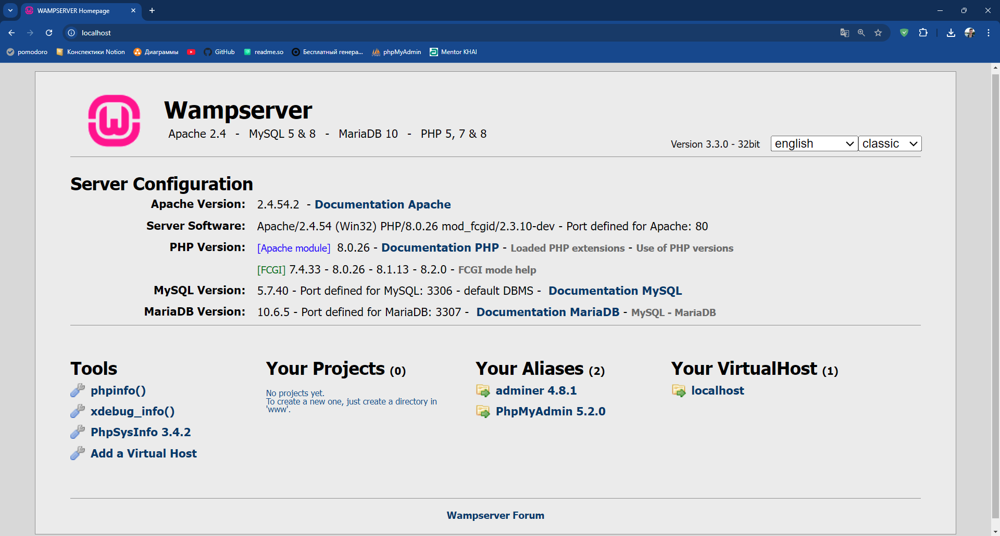 WAMPSERVER Homepage
localhost
pomodoro
Конспектики Notion
Диаграммы
GitHub
readme.so
Бесплатный генера...
phpMyAdmin
Mentor KHAI
Wampserver
Apache 2.4 - MySQL 5 & 8 - MariaDB 10 - PHP 5, 7 & 8
Version 3.3.0 - 32bit english classic
Server Configuration
Apache Version: 2.4.54.2 - Documentation Apache
Server Software: Apache/2.4.54 (Win32) PHP/8.0.26 mod_fcgid/2.3.10-dev - Port defined for Apache: 80
PHP Version: [Apache module] 8.0.26 - Documentation PHP - Loaded PHP extensions - Use of PHP versions
[FCGI] 7.4.33 - 8.0.26 - 8.1.13 - 8.2.0 - FCGI mode help
MySQL Version: 5.7.40 - Port defined for MySQL: 3306 - default DBMS - Documentation MySQL
MariaDB Version: 10.6.5 - Port defined for MariaDB: 3307 - Documentation MariaDB - MySQL - MariaDB
Tools
phpinfo()
xdebug_info()
PhpSysInfo 3.4.2
Add a Virtual Host
Your Projects (0)
No projects yet.
To create a new one, just create a directory in
'www'.
Your Aliases (2)
adminer 4.8.1
PhpMyAdmin 5.2.0
Your VirtualHost (1)
localhost
Wampserver Forum